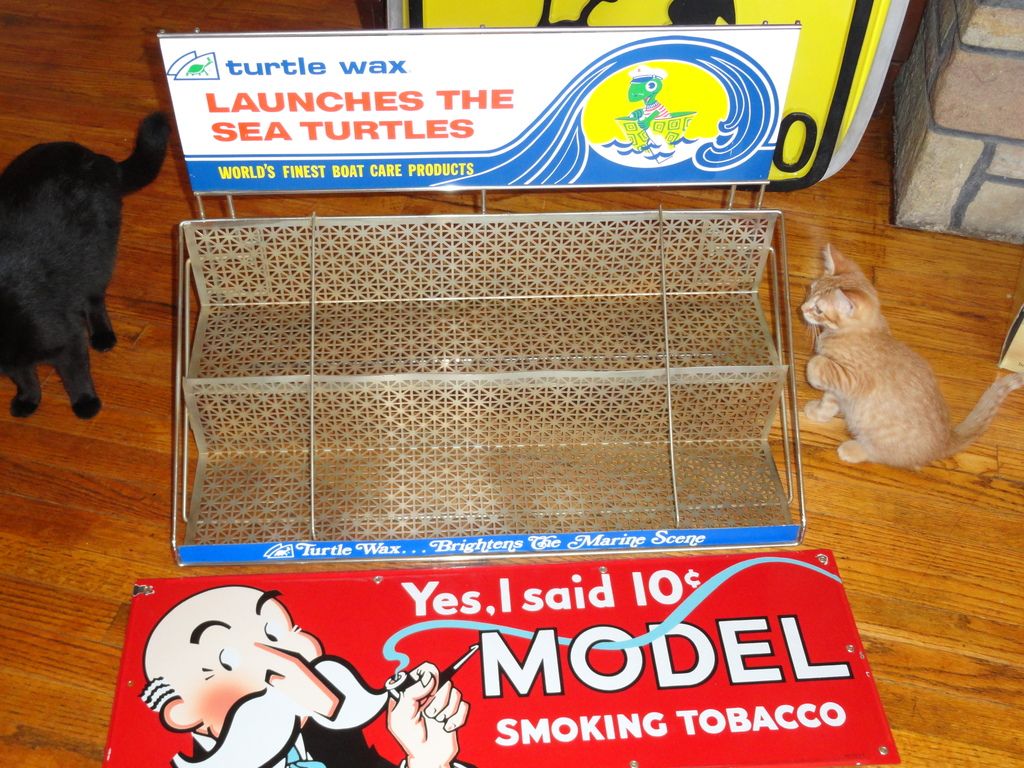 turtle wax
LAUNCHES THE
SEA TURTLES
WORLD'S FINEST BOAT CARE PRODUCTS
0
Turtle Wax... Brightens The Marine Scene
Yes, I said 10¢
MODEL
SMOKING TOBACCO